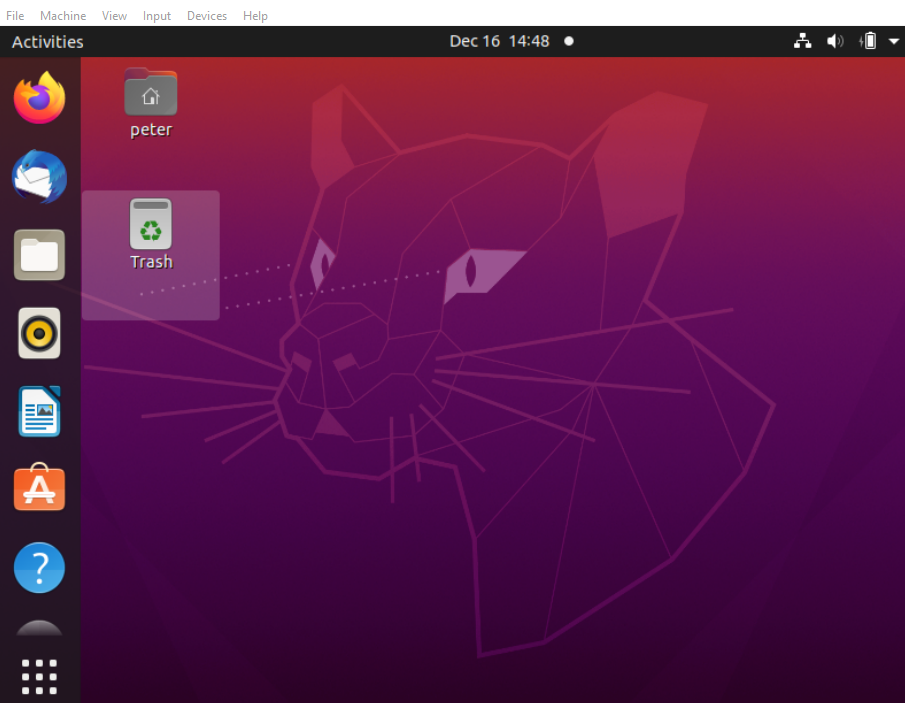 File Machine View Input Devices Help
Activities Dec 16 14:48
peter
Trash
?